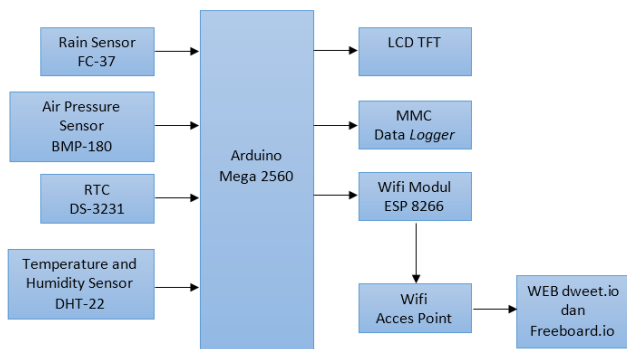 Rain Sensor
FC-37
Air Pressure
Sensor
BMP-180
RTC
DS-3231
Temperature and
Humidity Sensor
DHT-22
Arduino
Mega 2560
LCD TFT
MMC
Data Logger
Wifi Modul
ESP 8266
Wifi
Acces Point
WEB dweet.io
dan
Freeboard.io